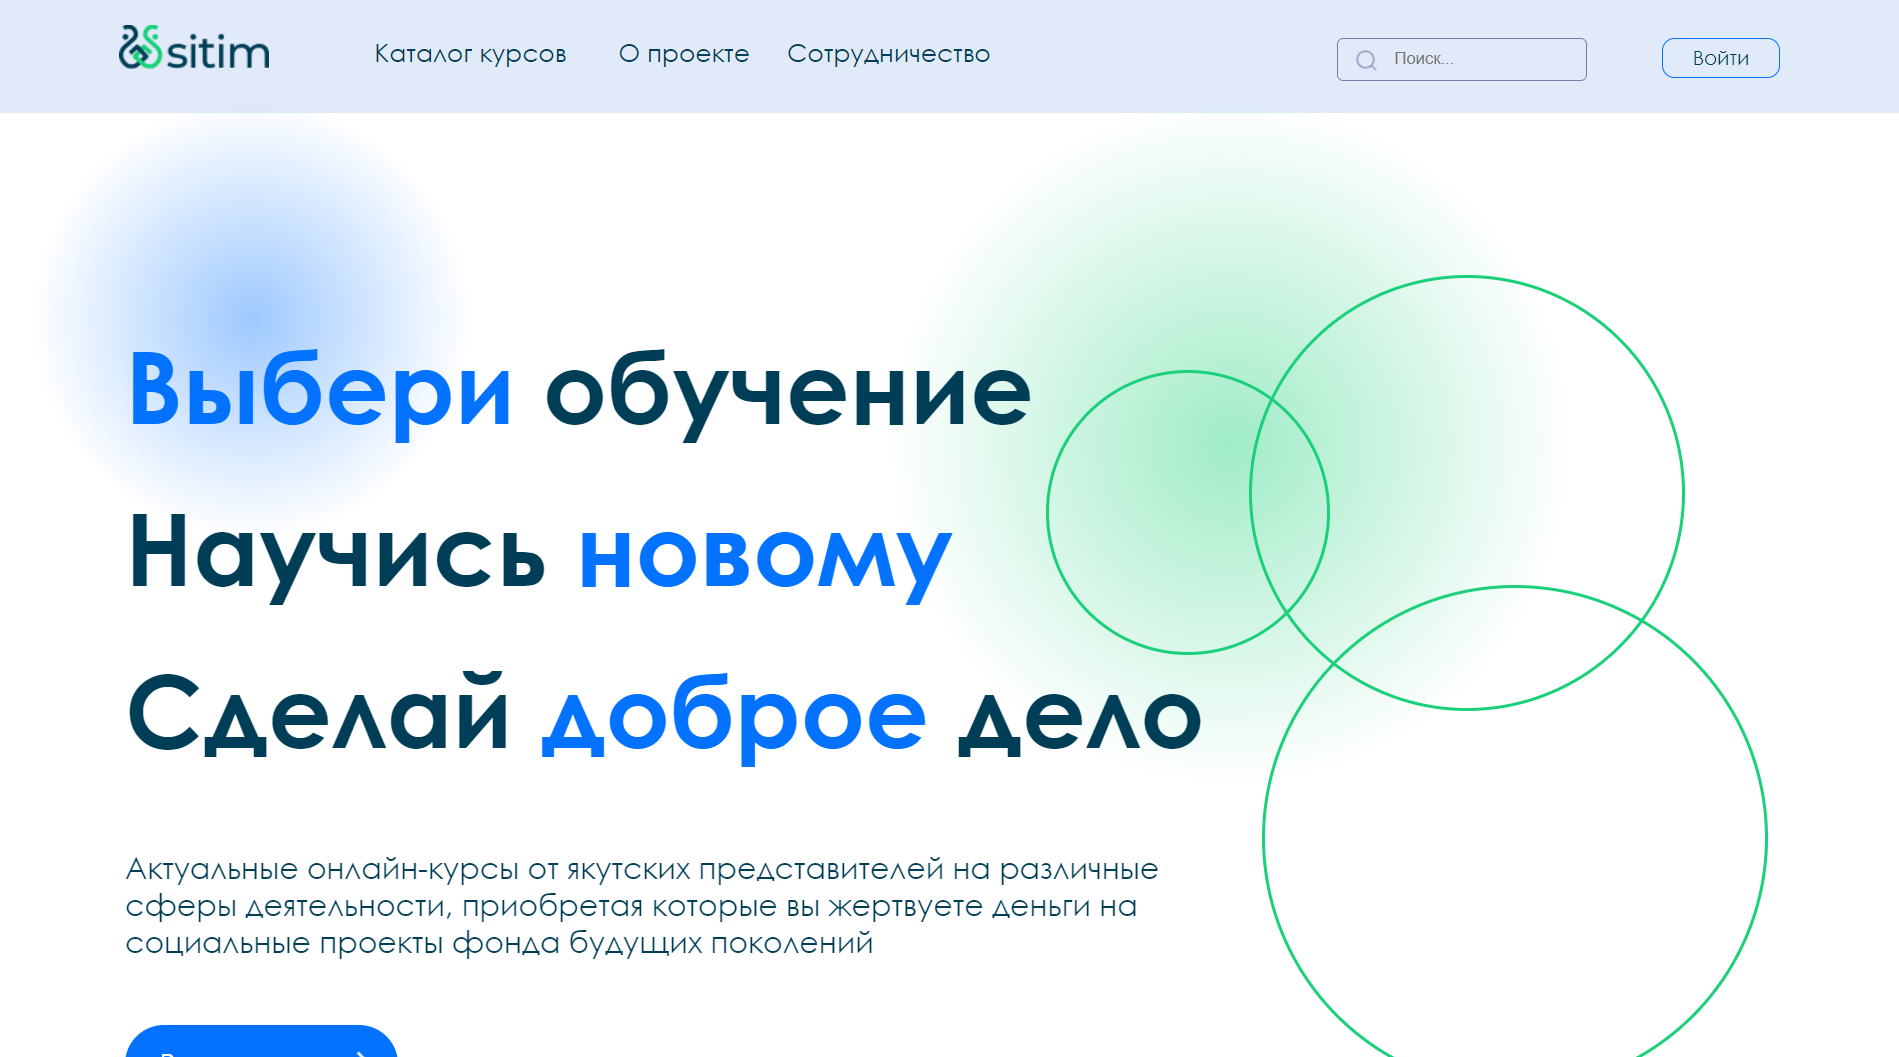 sitim
Каталог курсов
О проекте
Сотрудничество
Поиск...
Войти
Выбери обучение
Научись новому
Сделай доброе дело
Актуальные онлайн-курсы от якутских представителей на различные
сферы деятельности, приобретая которые вы жертвуете деньги на
социальные проекты фонда будущих поколений